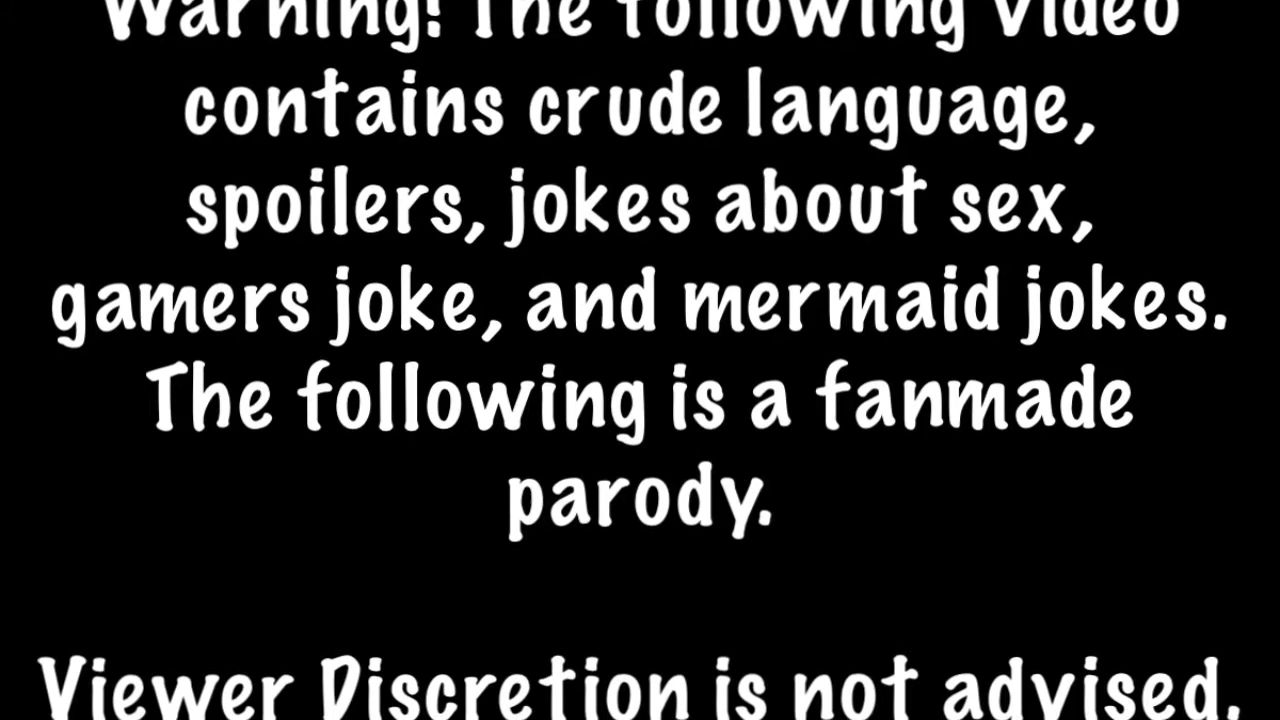 Warning! The following video
contains crude language,
spoilers, jokes about sex,
gamers joke, and mermaid jokes.
The following is a fanmade
parody.
Viewer Discretion is not advised.